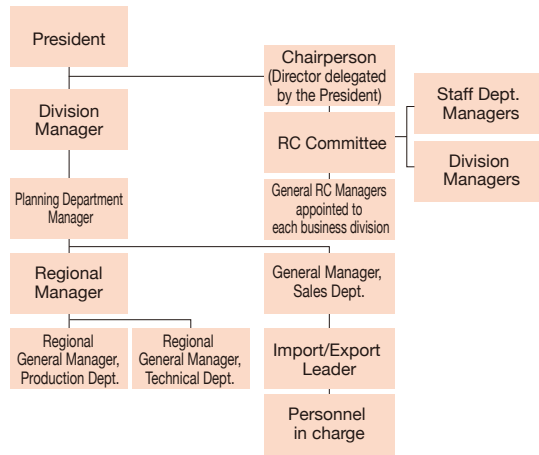 President
Chairperson
(Director delegated
by the President)
Division
Manager
RC Committee
Staff Dept.
Managers
Division
Managers
Planning Department
Manager
General RC Managers
appointed to
each business division
Regional
Manager
General Manager,
Sales Dept.
Regional
General Manager,
Production Dept.
Regional
General Manager,
Technical Dept.
Import/Export
Leader
Personnel
in charge